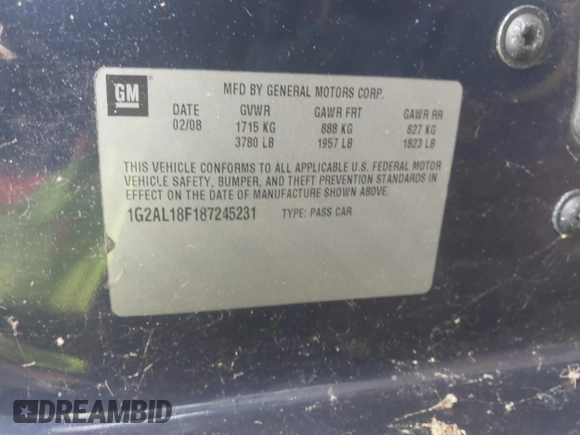 GM
MFD BY GENERAL MOTORS CORP.
DATE GVWR GAWR FRT GAWR RR
02/08 1715 KG 888 KG 827 KG
3780 LB 1957 LB 1823 LB
THIS VEHICLE CONFORMS TO ALL APPLICABLE U.S. FEDERAL MOTOR
VEHICLE SAFETY, BUMPER, AND THEFT PREVENTION STANDARDS IN
EFFECT ON THE DATE OF MANUFACTURE SHOWN ABOVE.
1G2AL18F187245231 TYPE: PASS CAR
DREAMBID